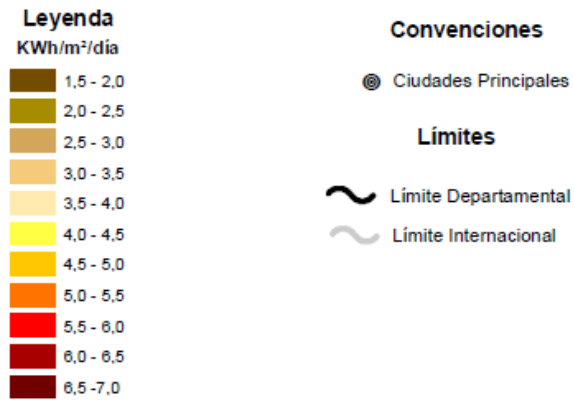 Leyenda
KWh/m²/día
1,5 - 2,0
2,0 - 2,5
2,5 - 3,0
3,0 - 3,5
3,5 - 4,0
4,0 - 4,5
4,5 - 5,0
5,0 - 5,5
5,5 - 6,0
6,0 - 6,5
6,5 -7,0
Convenciones
Ciudades Principales
Límites
Límite Departamental
Límite Internacional